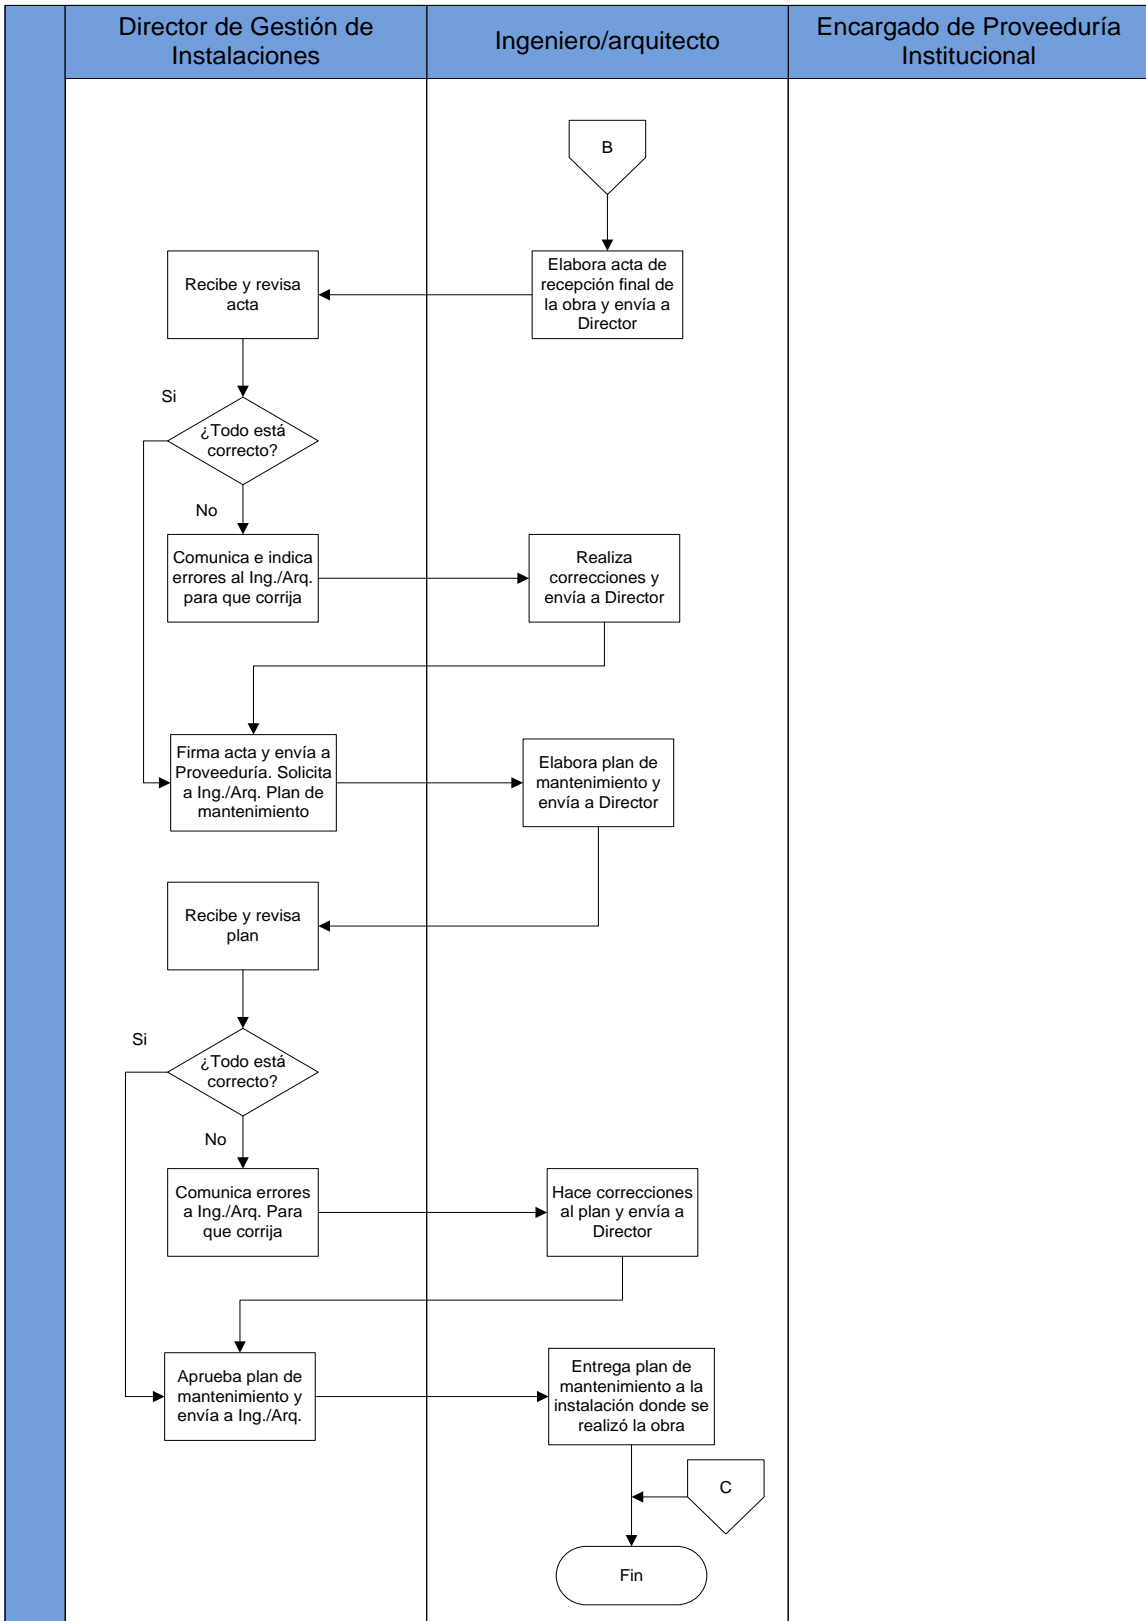 Director de Gestión de
Instalaciones
Ingeniero/arquitecto
Encargado de Proveeduría
Institucional
B
Elabora acta de
recepción final de
la obra y envía a
Director
Recibe y revisa
acta
Si
¿Todo está
correcto?
No
Comunica e indica
errores al Ing./Arq.
para que corrija
Realiza
correcciones y
envía a Director
Firma acta y envía a
Proveeduría. Solicita
a Ing./Arq. Plan de
mantenimiento
Elabora plan de
mantenimiento y
envía a Director
Recibe y revisa
plan
Si
¿Todo está
correcto?
No
Comunica errores
a Ing./Arq. Para
que corrija
Hace correcciones
al plan y envía a
Director
Aprueba plan de
mantenimiento y
envía a Ing./Arq.
Entrega plan de
mantenimiento a la
instalación donde se
realizó la obra
C
Fin